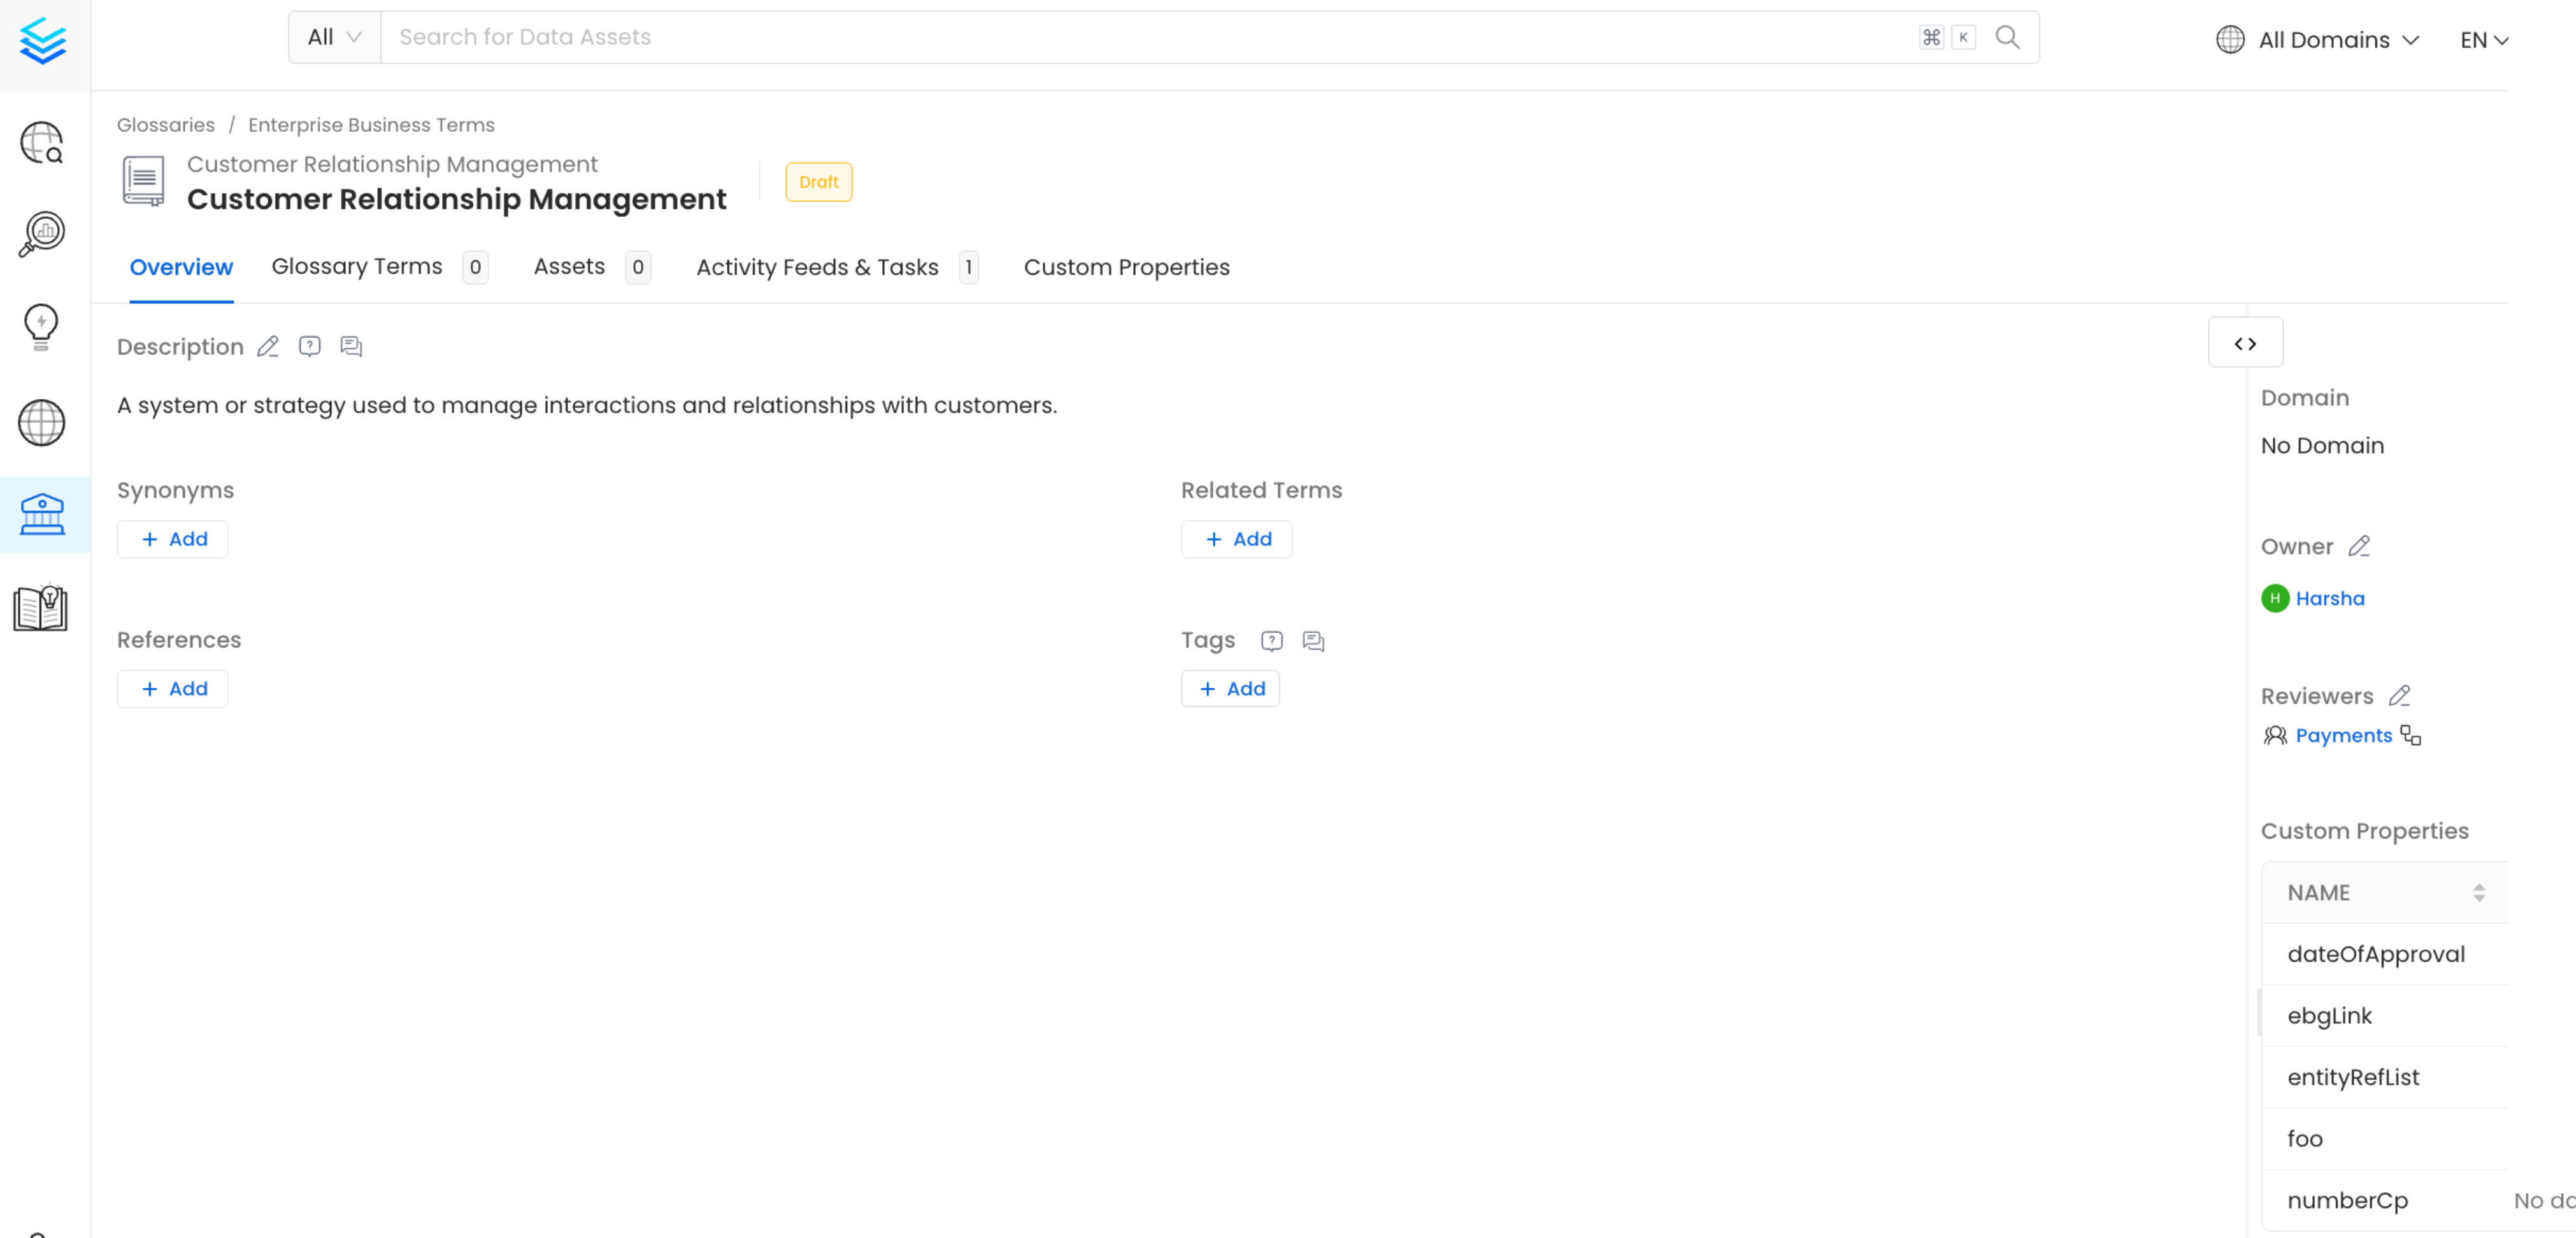 All
Search for Data Assets
⌘ K
All Domains
EN
Glossaries / Enterprise Business Terms
Customer Relationship Management
Customer Relationship Management
Draft
Overview
Glossary Terms 0
Assets 0
Activity Feeds & Tasks 1
Custom Properties
Description
A system or strategy used to manage interactions and relationships with customers.
Synonyms
+ Add
Related Terms
+ Add
References
+ Add
Tags
+ Add
Domain
No Domain
Owner
H Harsha
Reviewers
Payments
Custom Properties
NAME
dateOfApproval
ebgLink
entityRefList
foo
numberCp No